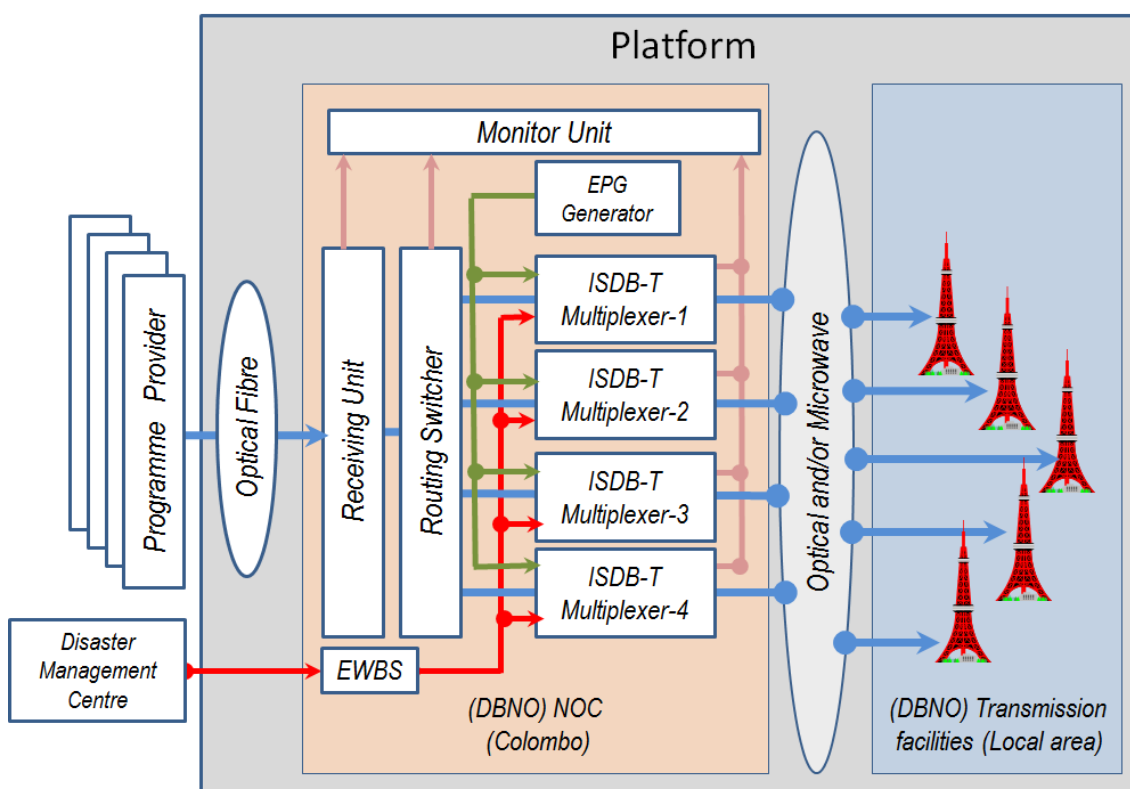 Platform
Monitor Unit
EPG
Generator
Programme Provider
Optical Fibre
Receiving Unit
Routing Switcher
ISDB-T
Multiplexer-1
ISDB-T
Multiplexer-2
ISDB-T
Multiplexer-3
ISDB-T
Multiplexer-4
Optical and/or Microwave
Disaster
Management
Centre
EWBS
(DBNO) NOC
(Colombo)
(DBNO) Transmission
facilities (Local area)